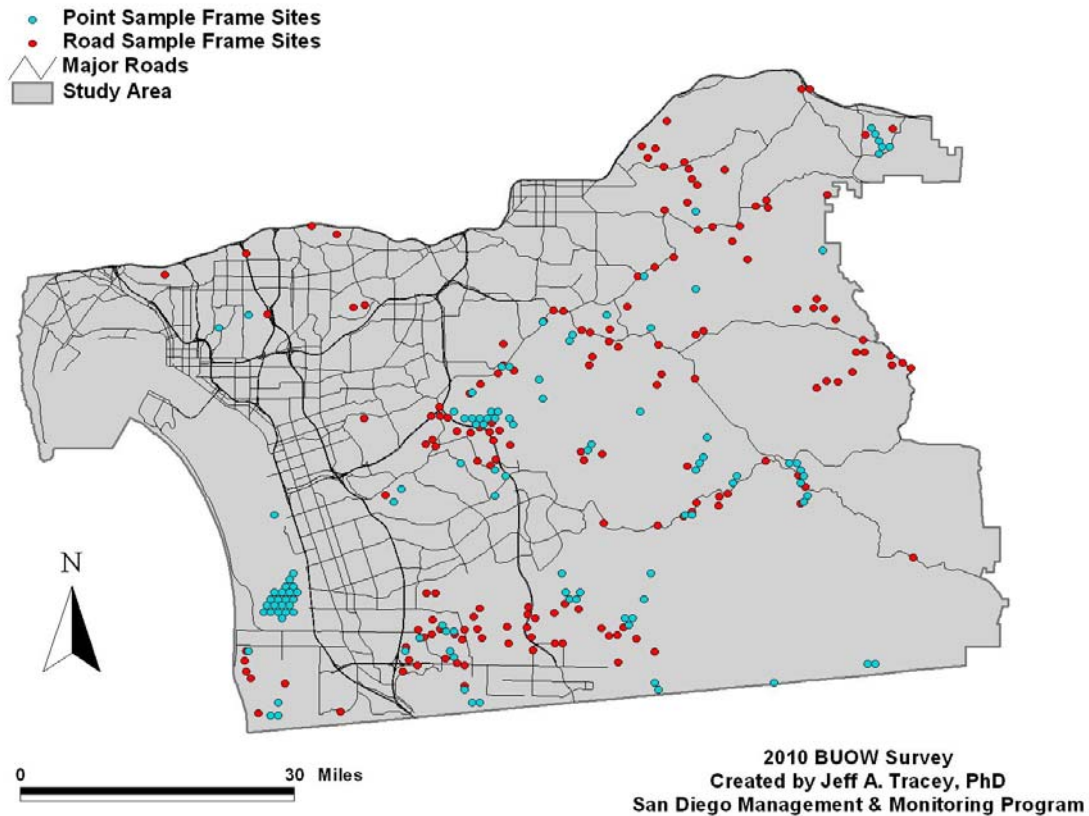 Point Sample Frame Sites
Road Sample Frame Sites
Major Roads
Study Area
N
0 30 Miles
2010 BUOW Survey
Created by Jeff A. Tracey, PhD
San Diego Management & Monitoring Program